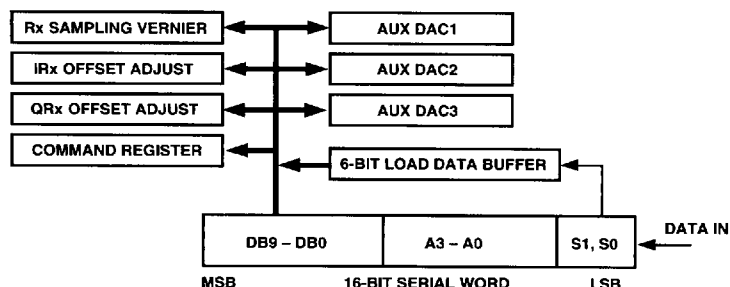 Rx SAMPLING VERNIER
AUX DAC1
iRx OFFSET ADJUST
AUX DAC2
QRx OFFSET ADJUST
AUX DAC3
COMMAND REGISTER
6-BIT LOAD DATA BUFFER
DB9 – DB0
A3 – A0
S1, S0
DATA IN
MSB
16-BIT SERIAL WORD
LSB